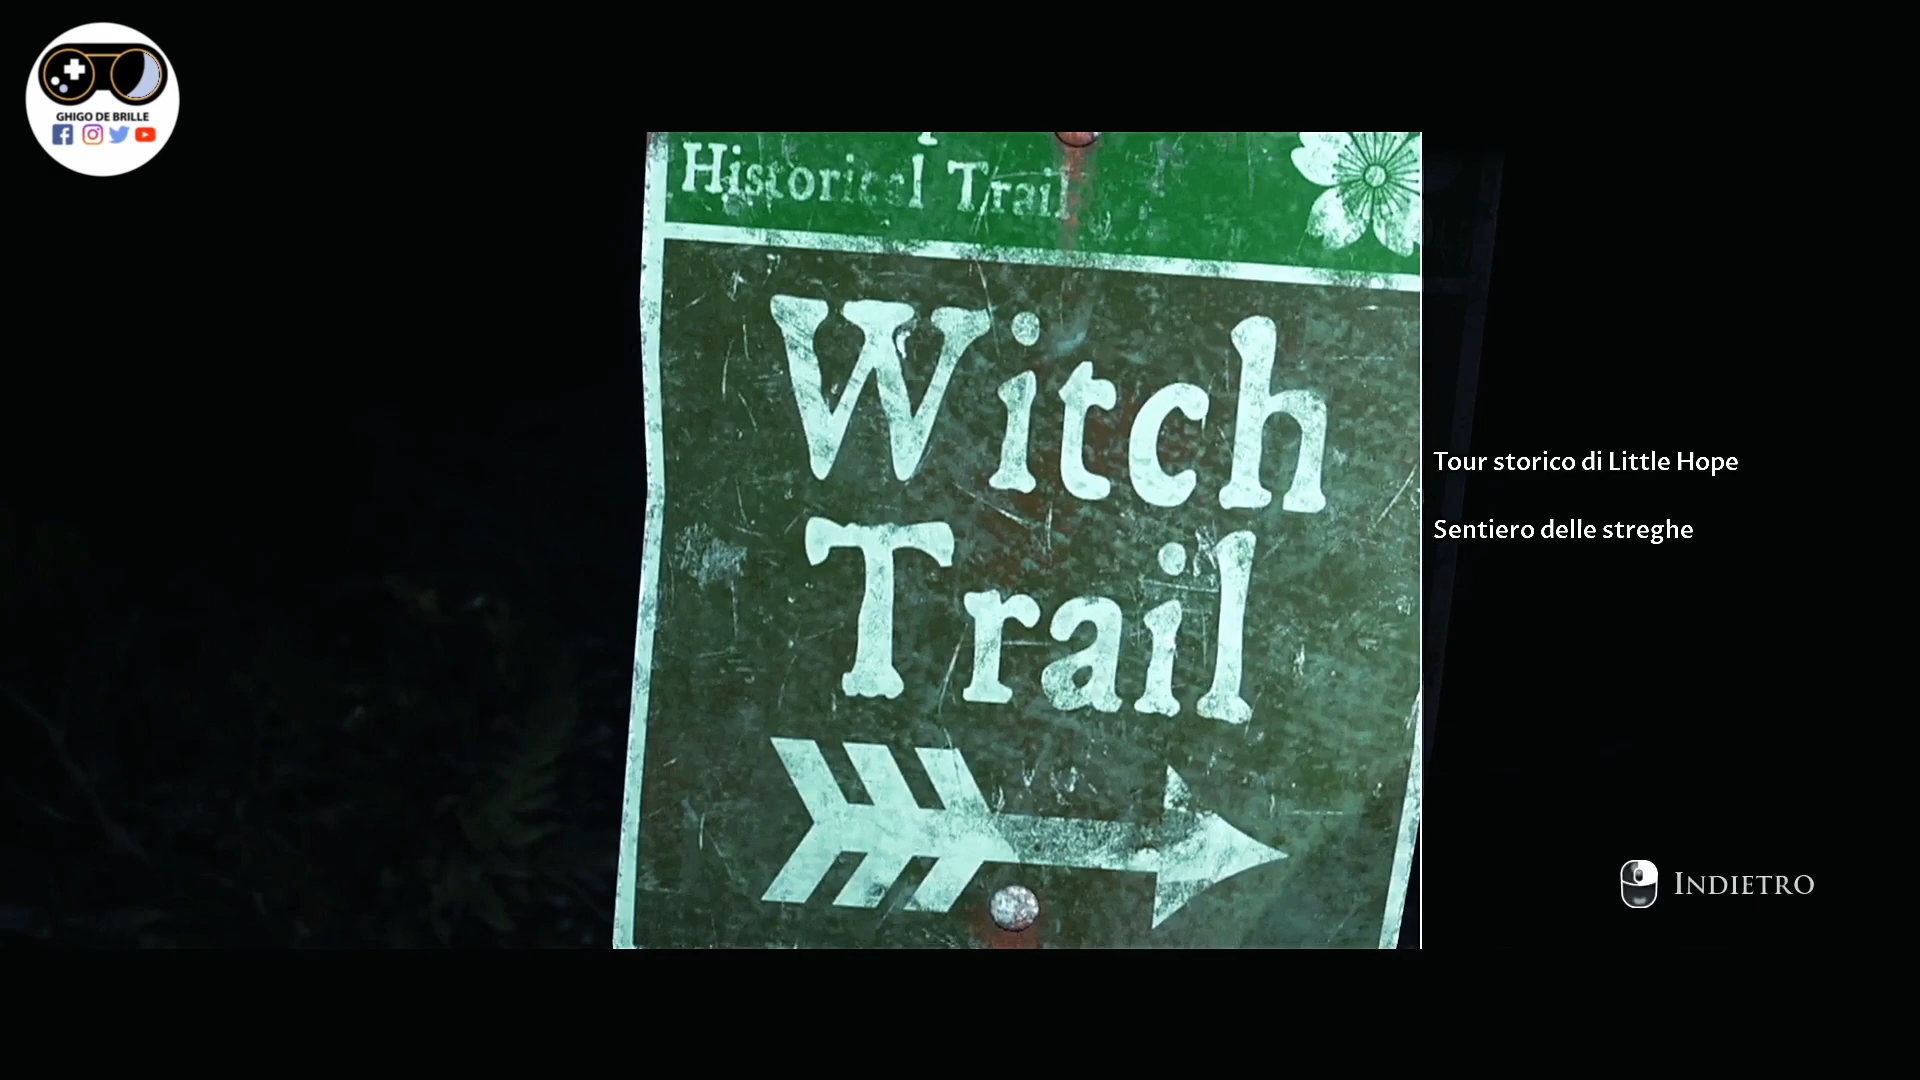 GHIGO DE BRILLE
Historical Trail
Witch
Trail
Tour storico di Little Hope
Sentiero delle streghe
INDIETRO